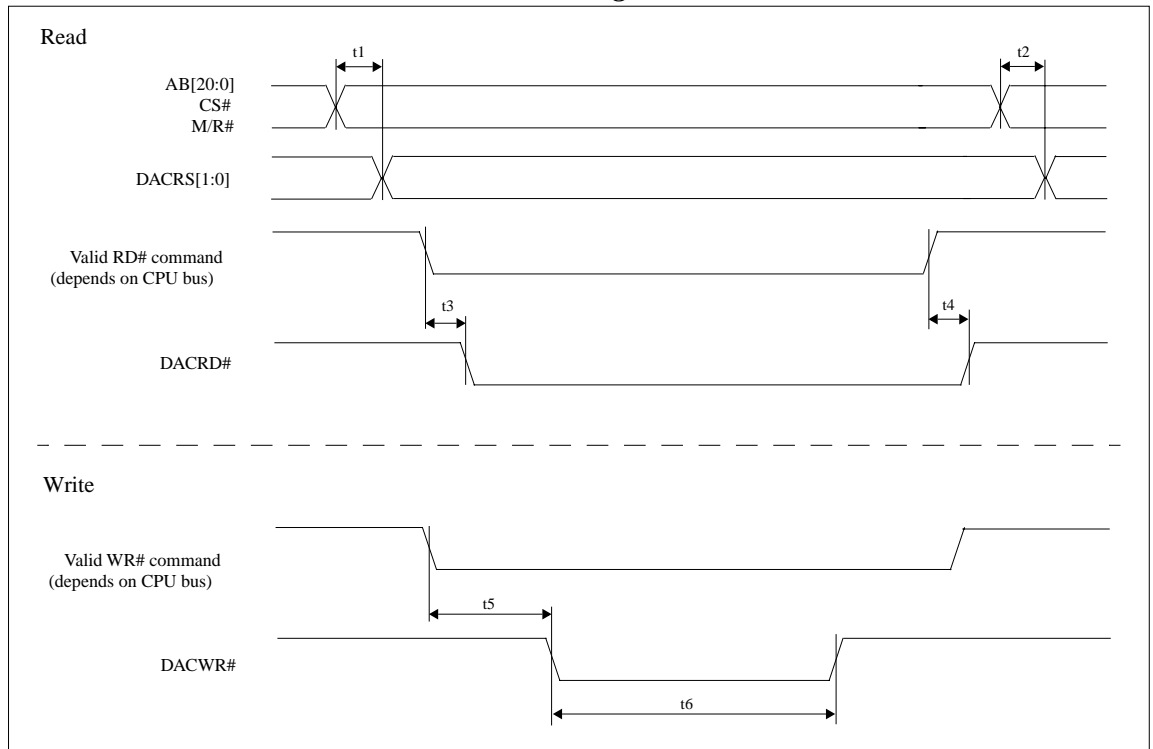 Read
t1
t2
AB[20:0]
CS#
M/R#
DACRS[1:0]
Valid RD# command
(depends on CPU bus)
t3
t4
DACRD#
Write
Valid WR# command
(depends on CPU bus)
t5
DACWR#
t6